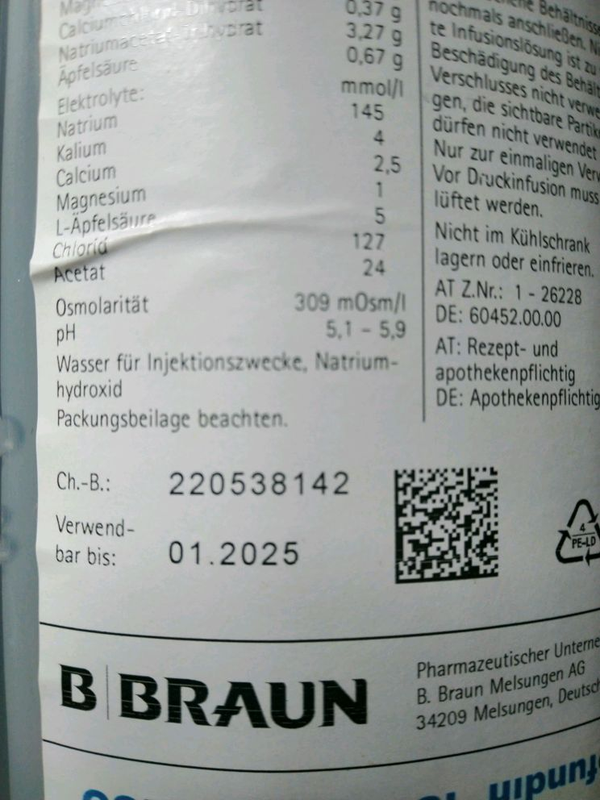 0,37 g
Natriumacetat-Trihydrat 3,27 g
Äpfelsäure 0,67 g
Elektrolyte: mmol/l
Natrium 145
Kalium 4
Calcium 2,5
Magnesium 1
L-Äpfelsäure 5
Chlorid 127
Acetat 24
Osmolarität 309 mOsm/l
pH 5,1 – 5,9
Wasser für Injektionszwecke, Natrium-
hydroxid
Packungsbeilage beachten.
nochmals anschließen.
te Infusionslösung ist zu
Beschädigung des
Verschlusses nicht
gen, die sichtbare
dürfen nicht verwendet
Nur zur einmaligen
Vor Druckinfusion muss
lüftet werden.
Nicht im Kühlschrank
lagern oder einfrieren.
AT Z.Nr.: 1 - 26228
DE: 60452.00.00
AT: Rezept- und
apothekenpflichtig
DE: Apothekenpflichtig
Ch.-B.: 220538142
Verwend-
bar bis: 01.2025
4
PE-LD
B BRAUN
Pharmazeutischer
B. Braun Melsungen AG
34209 Melsungen,